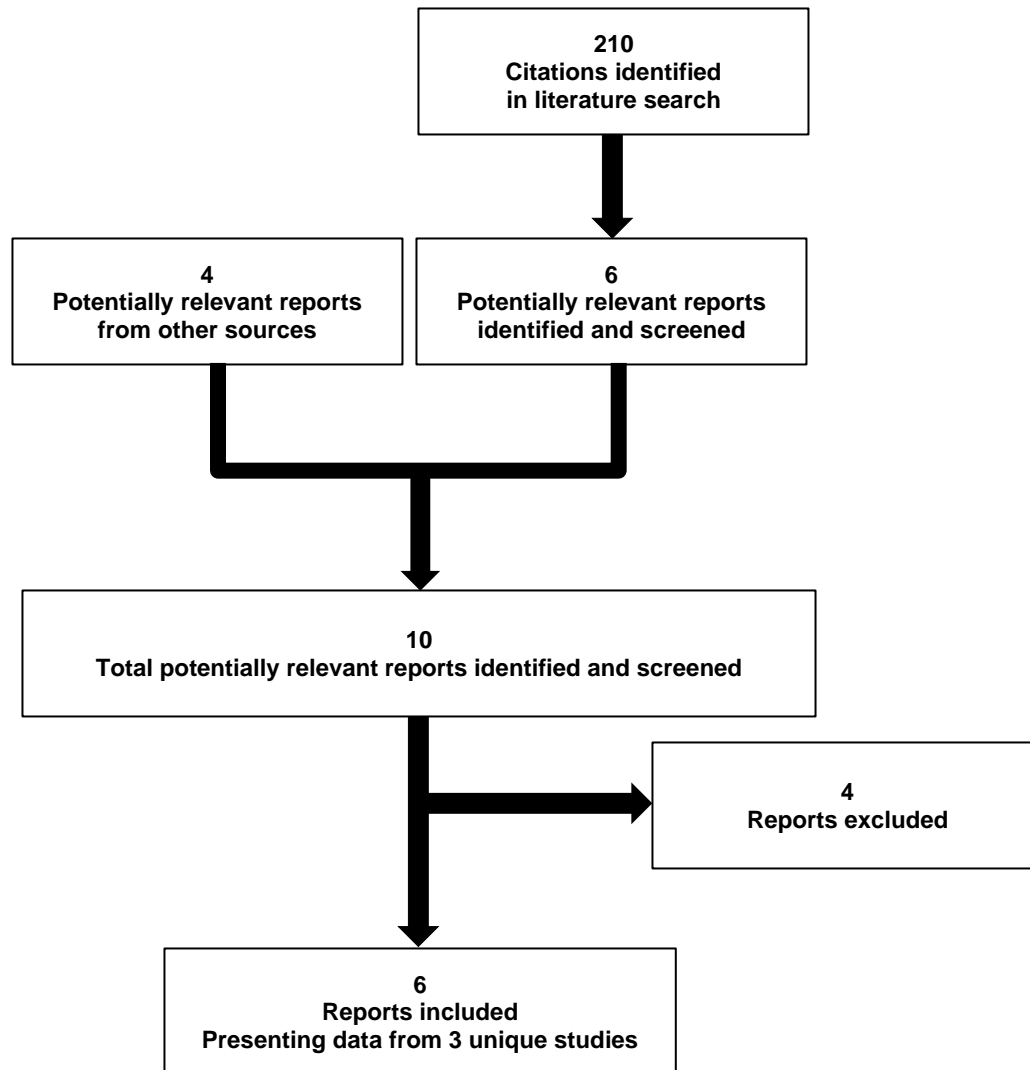 210
Citations identified
in literature search
4
Potentially relevant reports
from other sources
6
Potentially relevant reports
identified and screened
10
Total potentially relevant reports identified and screened
4
Reports excluded
6
Reports included
Presenting data from 3 unique studies